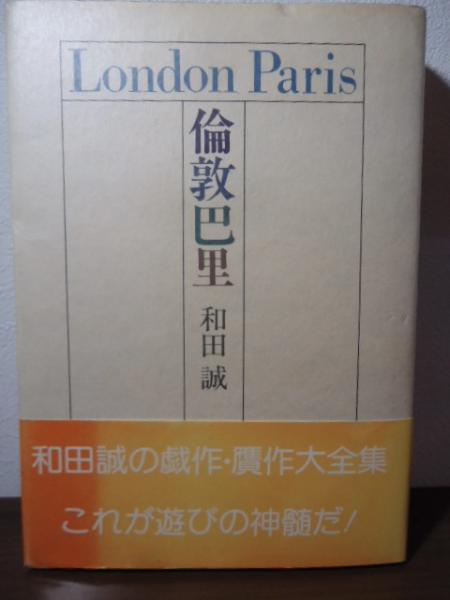 London Paris
倫敦巴里
和田誠
和田誠の戯作・贋作大全集
これが遊びの神髄だ!